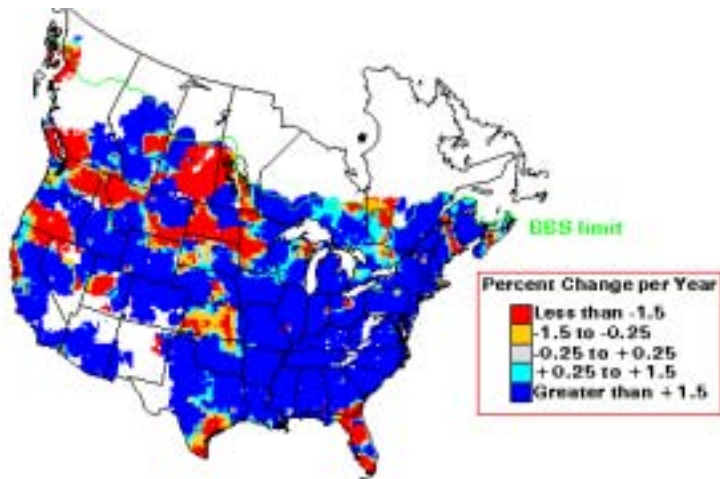 BBS limit
Percent Change per Year
Less than -1.5
-1.5 to -0.25
-0.25 to +0.25
+0.25 to +1.5
Greater than +1.5